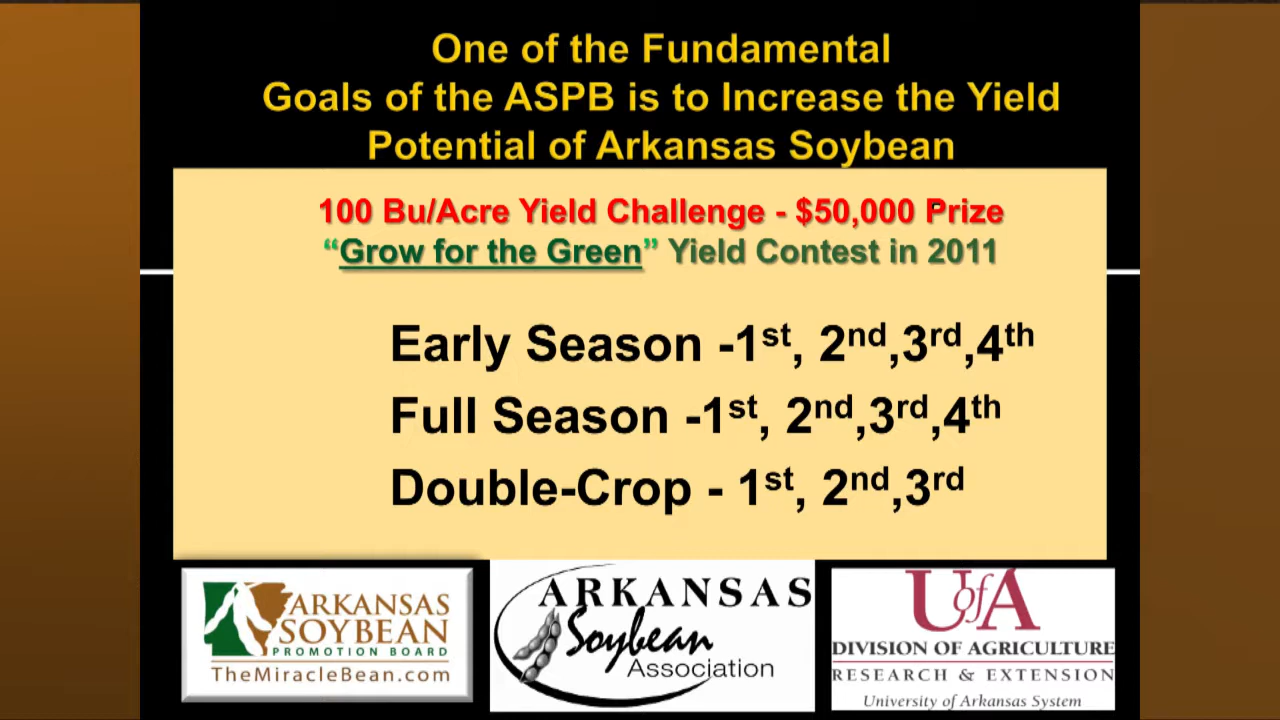 One of the Fundamental
Goals of the ASPB is to Increase the Yield
Potential of Arkansas Soybean
100 Bu/Acre Yield Challenge - $50,000 Prize
“Grow for the Green” Yield Contest in 2011
Early Season -1st, 2nd,3rd,4th
Full Season -1st, 2nd,3rd,4th
Double-Crop - 1st, 2nd,3rd
ARKANSAS
SOYBEAN
PROMOTION BOARD
TheMiracleBean.com
ARKANSAS
Soybean
Association
UofA
DIVISION OF AGRICULTURE
RESEARCH & EXTENSION
University of Arkansas System